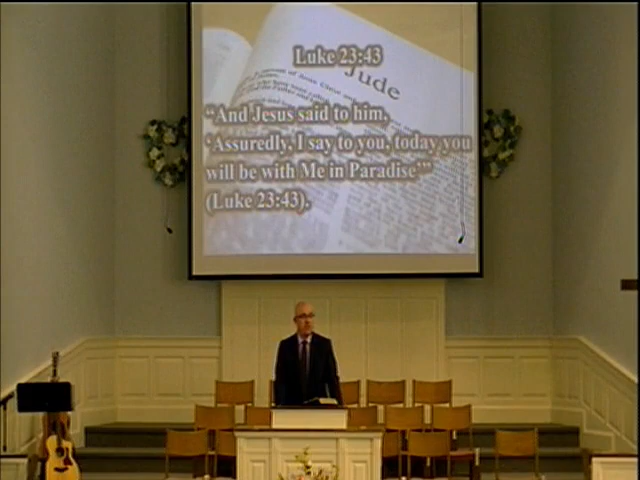 Luke 23:43
Jude
“And Jesus said to him,
‘Assuredly, I say to you, today you
will be with Me in Paradise’”
(Luke 23:43).